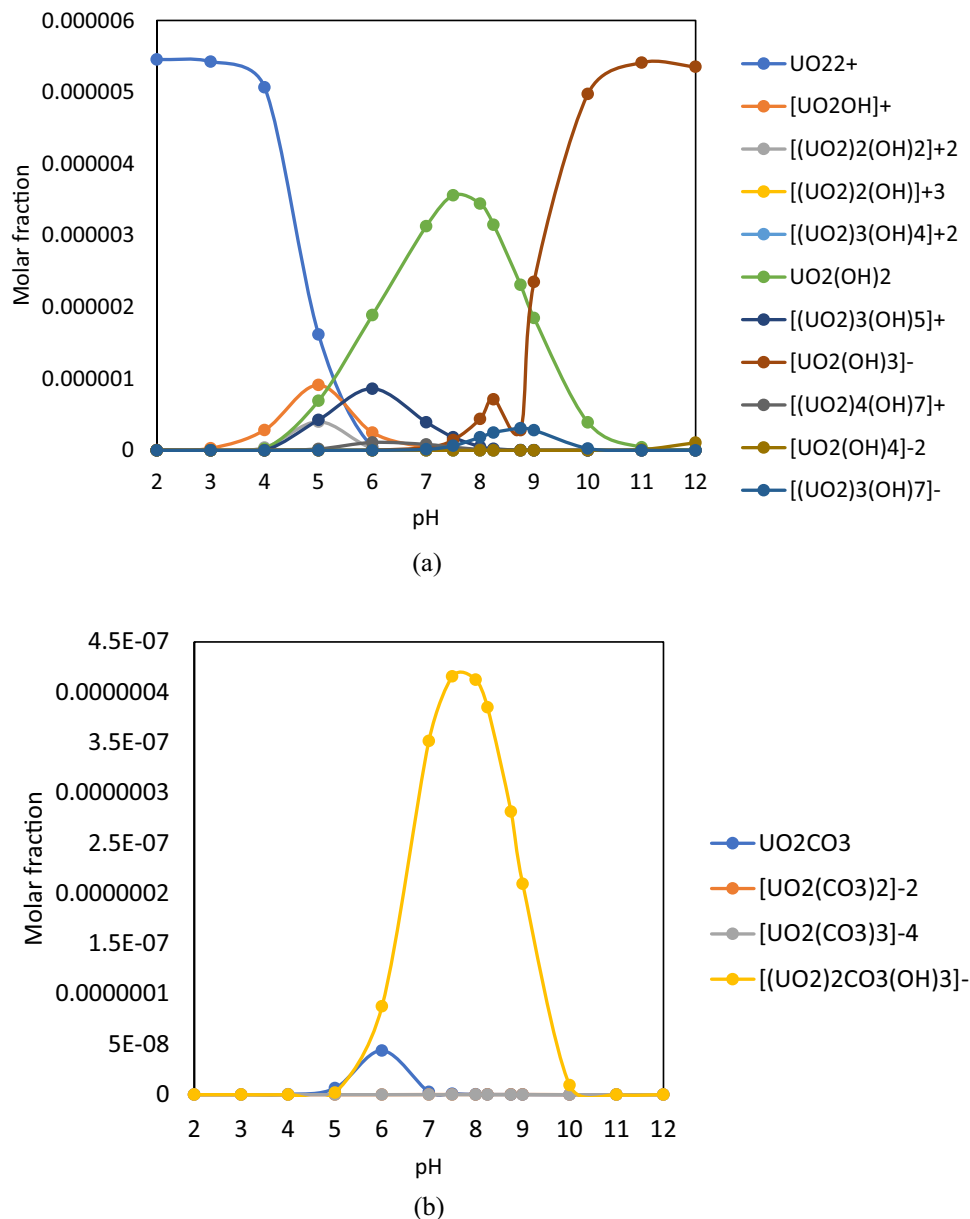 0.000006
0.000005
0.000004
0.000003
0.000002
0.000001
0
Molar fraction
2 3 4 5 6 7 8 9 10 11 12
pH
UO22+
[UO2OH]+
[(UO2)2(OH)2]+2
[(UO2)2(OH)]+3
[(UO2)3(OH)4]+2
UO2(OH)2
[(UO2)3(OH)5]+
[UO2(OH)3]-
[(UO2)4(OH)7]+
[UO2(OH)4]-2
[(UO2)3(OH)7]-
(a)
4.5E-07
0.0000004
3.5E-07
0.0000003
2.5E-07
0.0000002
1.5E-07
0.0000001
5E-08
0
Molar fraction
2 3 4 5 6 7 8 9 10 11 12
pH
UO2CO3
[UO2(CO3)2]-2
[UO2(CO3)3]-4
[(UO2)2CO3(OH)3]-
(b)